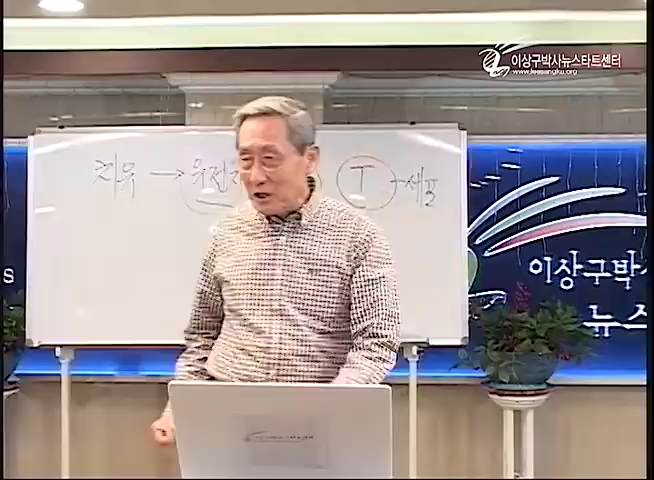 이상구박사뉴스타트센터
www.leesangku.org
치유 → 유전 T - 세포
이상구박
뉴스
s